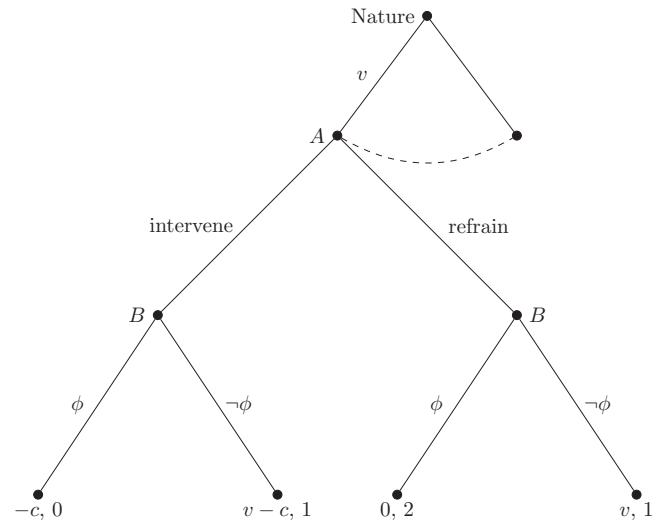 Nature
v
A
intervene
refrain
B
B
ϕ
¬ϕ
ϕ
¬ϕ
−c, 0
v − c, 1
0, 2
v, 1